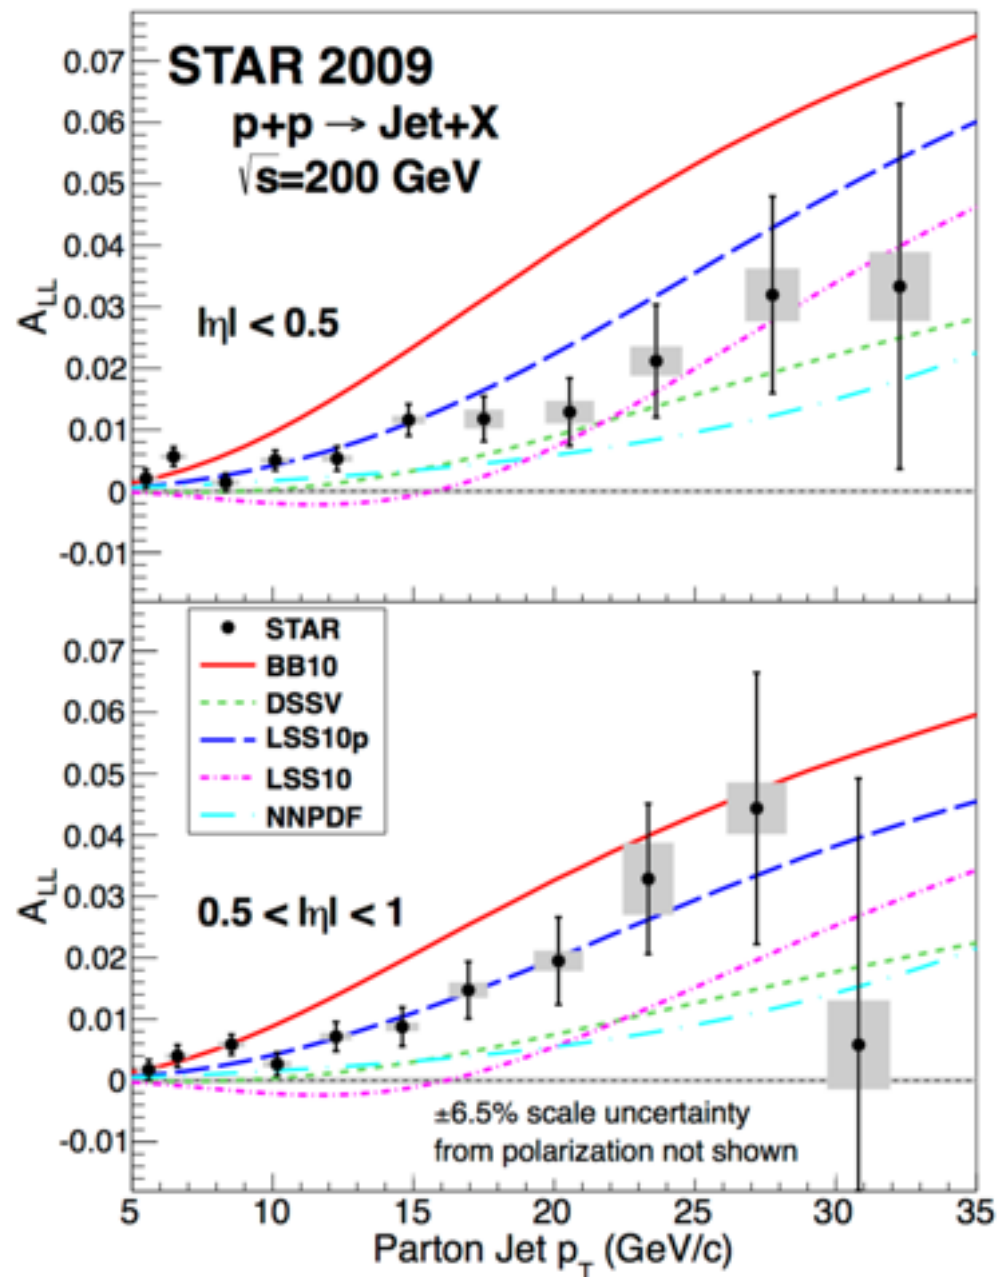 STAR 2009
p+p → Jet+X
√s=200 GeV
0.07
0.06
0.05
0.04
0.03
0.02
0.01
0
-0.01
A_LL
|η| < 0.5
STAR
BB10
DSSV
LSS10p
LSS10
NNPDF
0.07
0.06
0.05
0.04
0.03
0.02
0.01
0
-0.01
A_LL
0.5 < |η| < 1
±6.5% scale uncertainty
from polarization not shown
5 10 15 20 25 30 35
Parton Jet p_T (GeV/c)